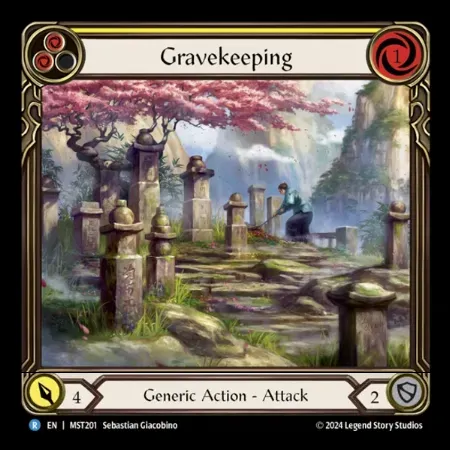 Gravekeeping
1
4
Generic Action - Attack
2
R EN | MST201 Sebastian Giacobino
© 2024 Legend Story Studios